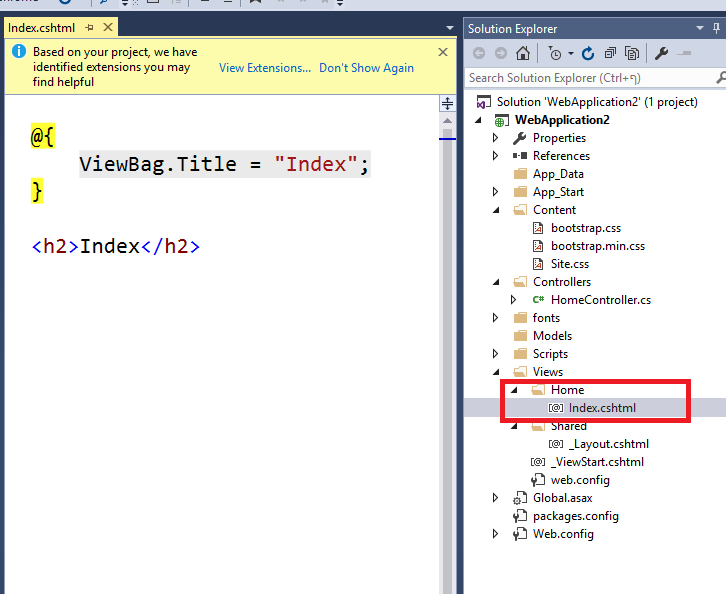 Index.cshtml
Based on your project, we have
identified extensions you may
find helpful
View Extensions... Don't Show Again
@{
ViewBag.Title = "Index";
}
<h2>Index</h2>
Solution Explorer
Search Solution Explorer (Ctrl+ך)
Solution 'WebApplication2' (1 project)
WebApplication2
Properties
References
App_Data
App_Start
Content
bootstrap.css
bootstrap.min.css
Site.css
Controllers
C# HomeController.cs
fonts
Models
Scripts
Views
Home
[@] Index.cshtml
Shared
[@] _Layout.cshtml
[@] _ViewStart.cshtml
web.config
Global.asax
packages.config
Web.config